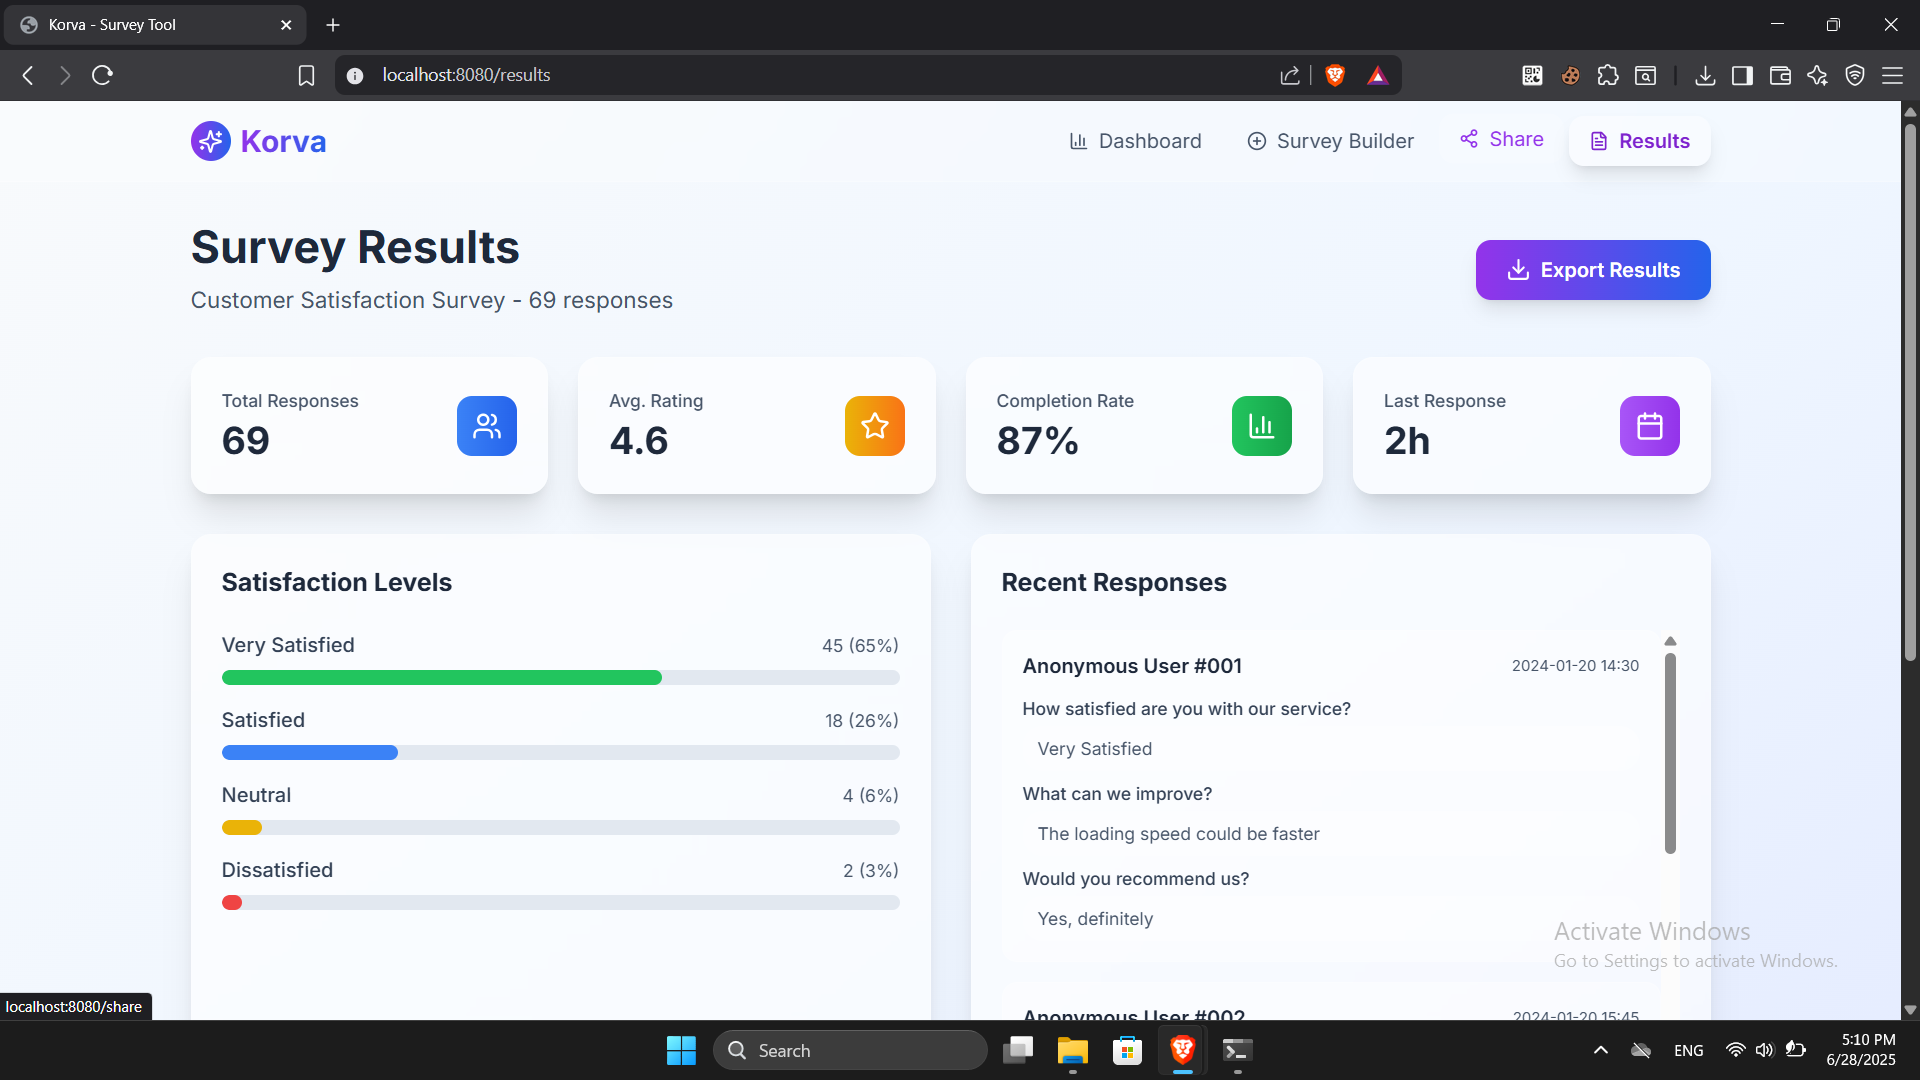 Korva - Survey Tool
localhost:8080/results
Korva
Dashboard
Survey Builder
Share
Results
Survey Results
Customer Satisfaction Survey - 69 responses
Export Results
Total Responses
69
Avg. Rating
4.6
Completion Rate
87%
Last Response
2h
Satisfaction Levels
Very Satisfied 45 (65%)
Satisfied 18 (26%)
Neutral 4 (6%)
Dissatisfied 2 (3%)
Recent Responses
Anonymous User #001 2024-01-20 14:30
How satisfied are you with our service?
Very Satisfied
What can we improve?
The loading speed could be faster
Would you recommend us?
Yes, definitely
Anonymous User #002 2024-01-20 15:45
Activate Windows
Go to Settings to activate Windows.
localhost:8080/share
Search
ENG
5:10 PM
6/28/2025